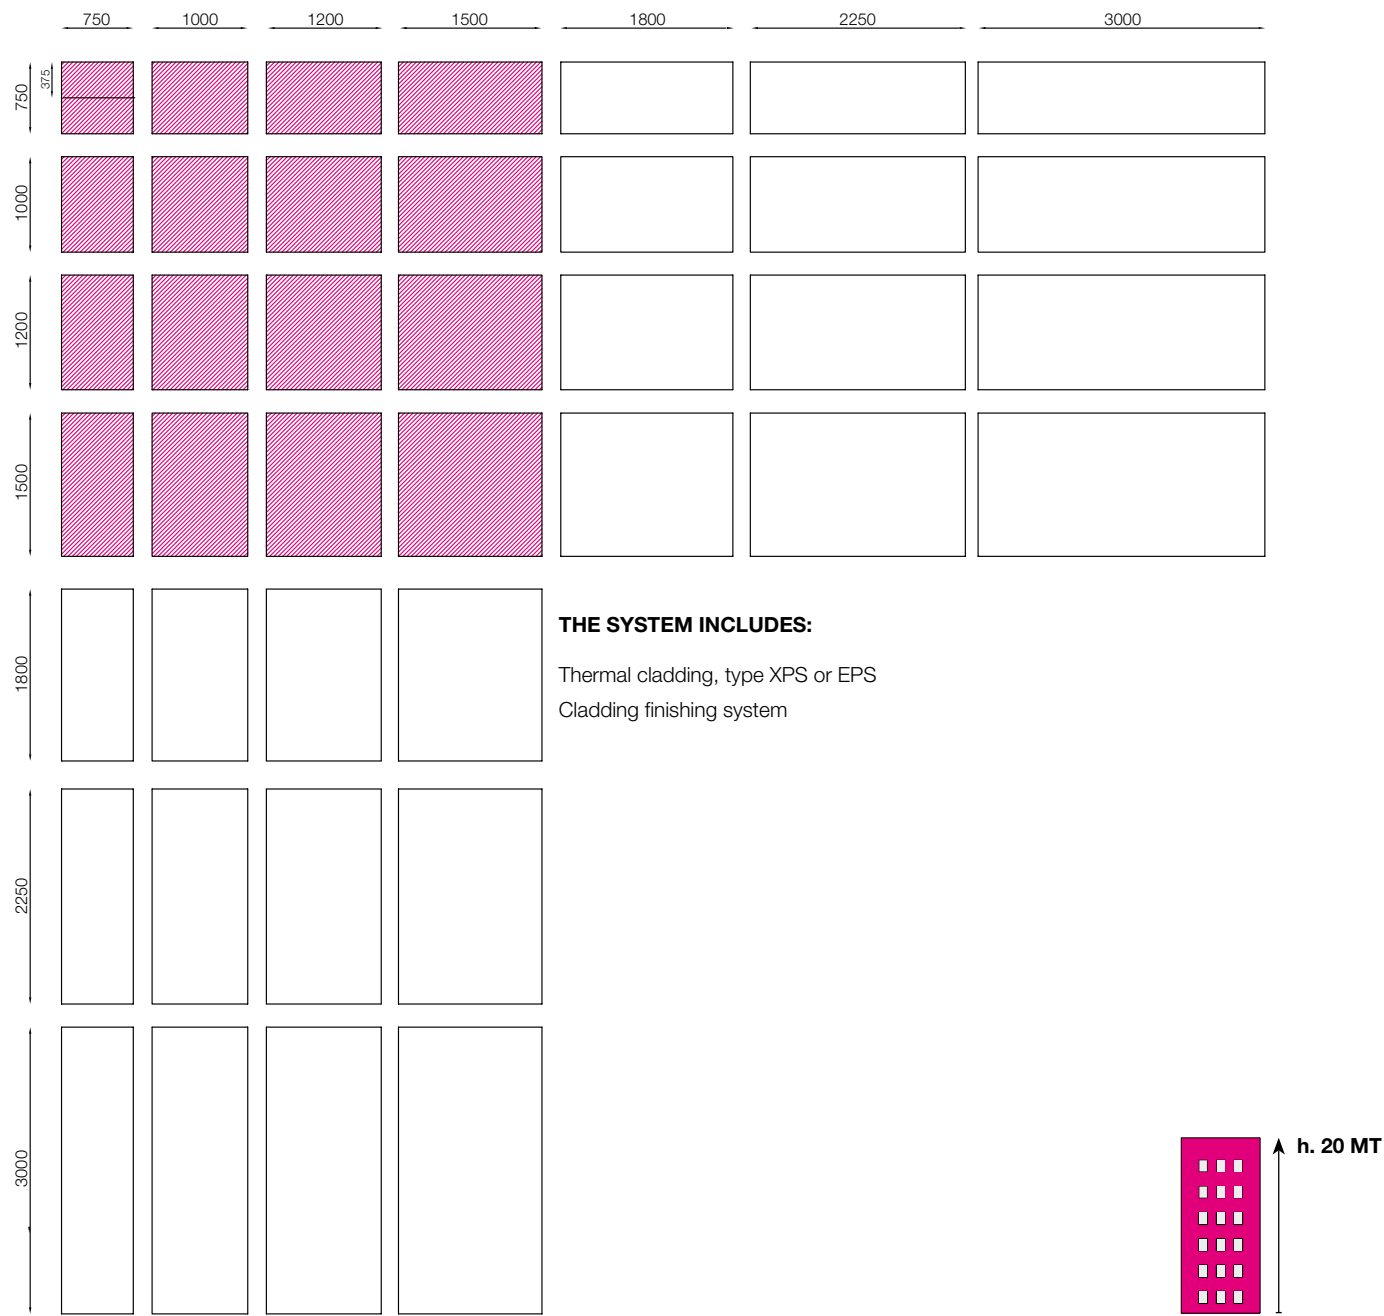 750 1000 1200 1500 1800 2250 3000
375
750
1000
1200
1500
1800
THE SYSTEM INCLUDES:
Thermal cladding, type XPS or EPS
Cladding finishing system
2250
3000
h. 20 MT